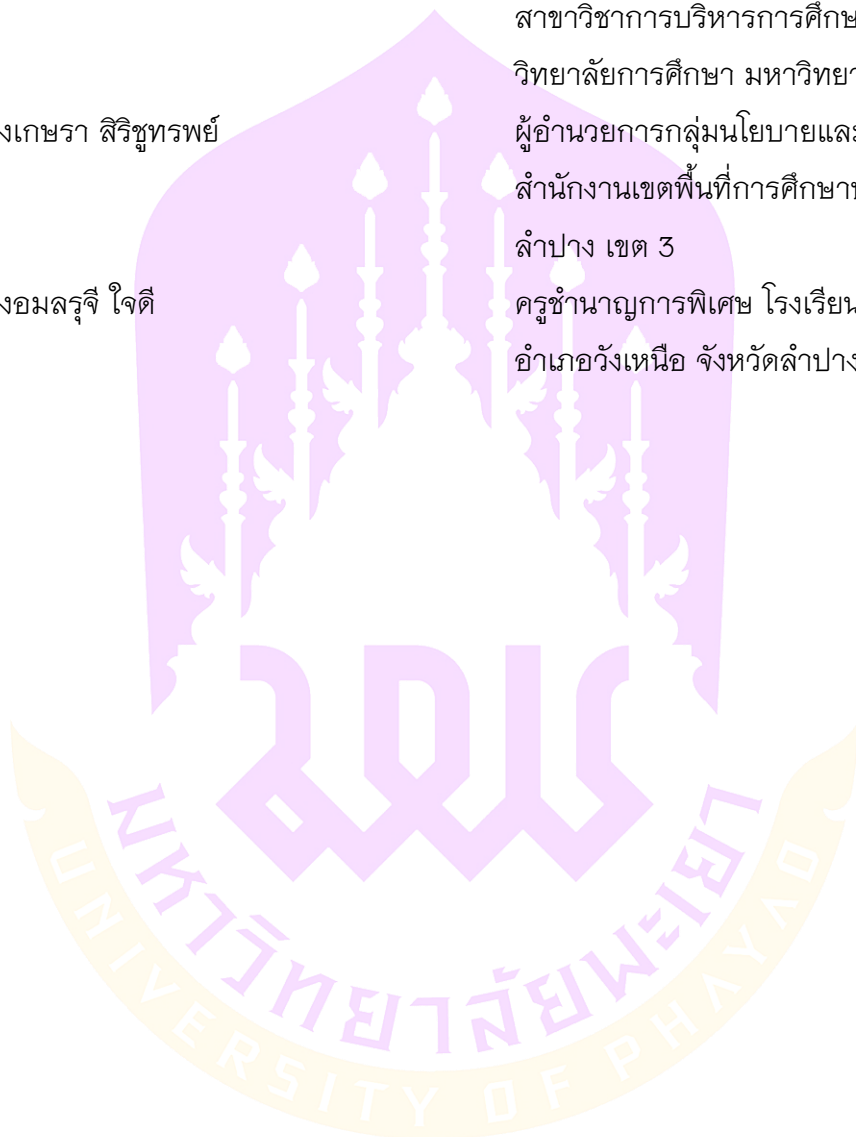 สาขาวิชาการบริหารการศึกษ
วิทยาลัยการศึกษา มหาวิทยา
งเกษรา สิริชูทรพย์ ผู้อำนวยการกลุ่มนโยบายและ
สำนักงานเขตพื้นที่การศึกษา
ลำปาง เขต 3
งอมลรุจี ใจดี ครูชำนาญการพิเศษ โรงเรียน
อำเภอวังเหนือ จังหวัดลำปาง
มหาวิทยาลัยพะเยา
UNIVERSITY OF PHAYAO